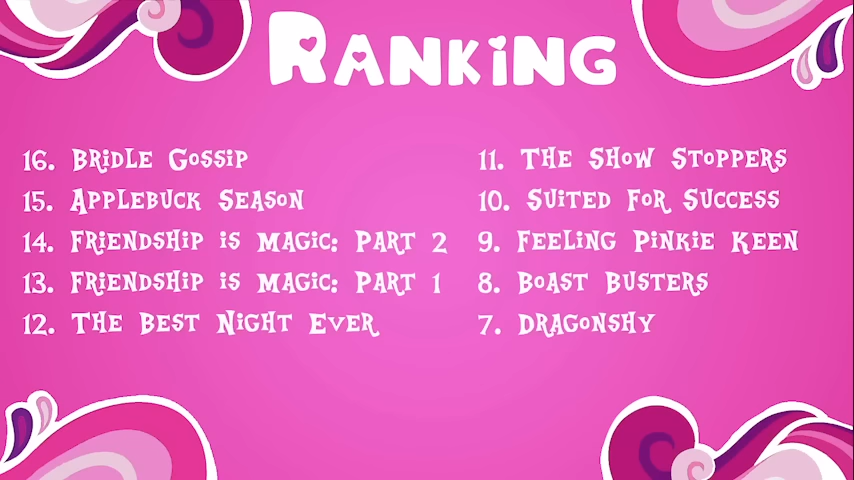 Ranking
16. Bridle Gossip
15. Applebuck Season
14. Friendship is Magic: Part 2
13. Friendship is Magic: Part 1
12. The Best Night Ever
11. The Show Stoppers
10. Suited For Success
9. Feeling Pinkie Keen
8. Boast Busters
7. Dragonshy